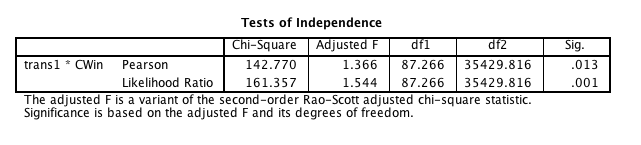 Tests of Independence
Chi-Square Adjusted F df1 df2 Sig.
trans1 * CWin Pearson 142.770 1.366 87.266 35429.816 .013
Likelihood Ratio 161.357 1.544 87.266 35429.816 .001
The adjusted F is a variant of the second-order Rao-Scott adjusted chi-square statistic.
Significance is based on the adjusted F and its degrees of freedom.